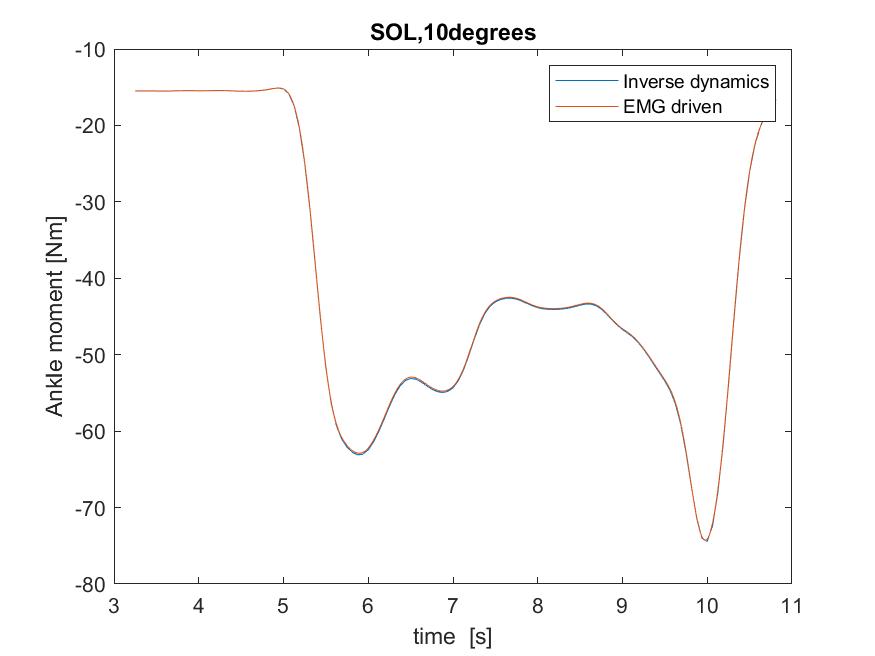 SOL,10degrees
-10
-20
-30
-40
-50
-60
-70
-80
Ankle moment [Nm]
Inverse dynamics
EMG driven
3 4 5 6 7 8 9 10 11
time [s]